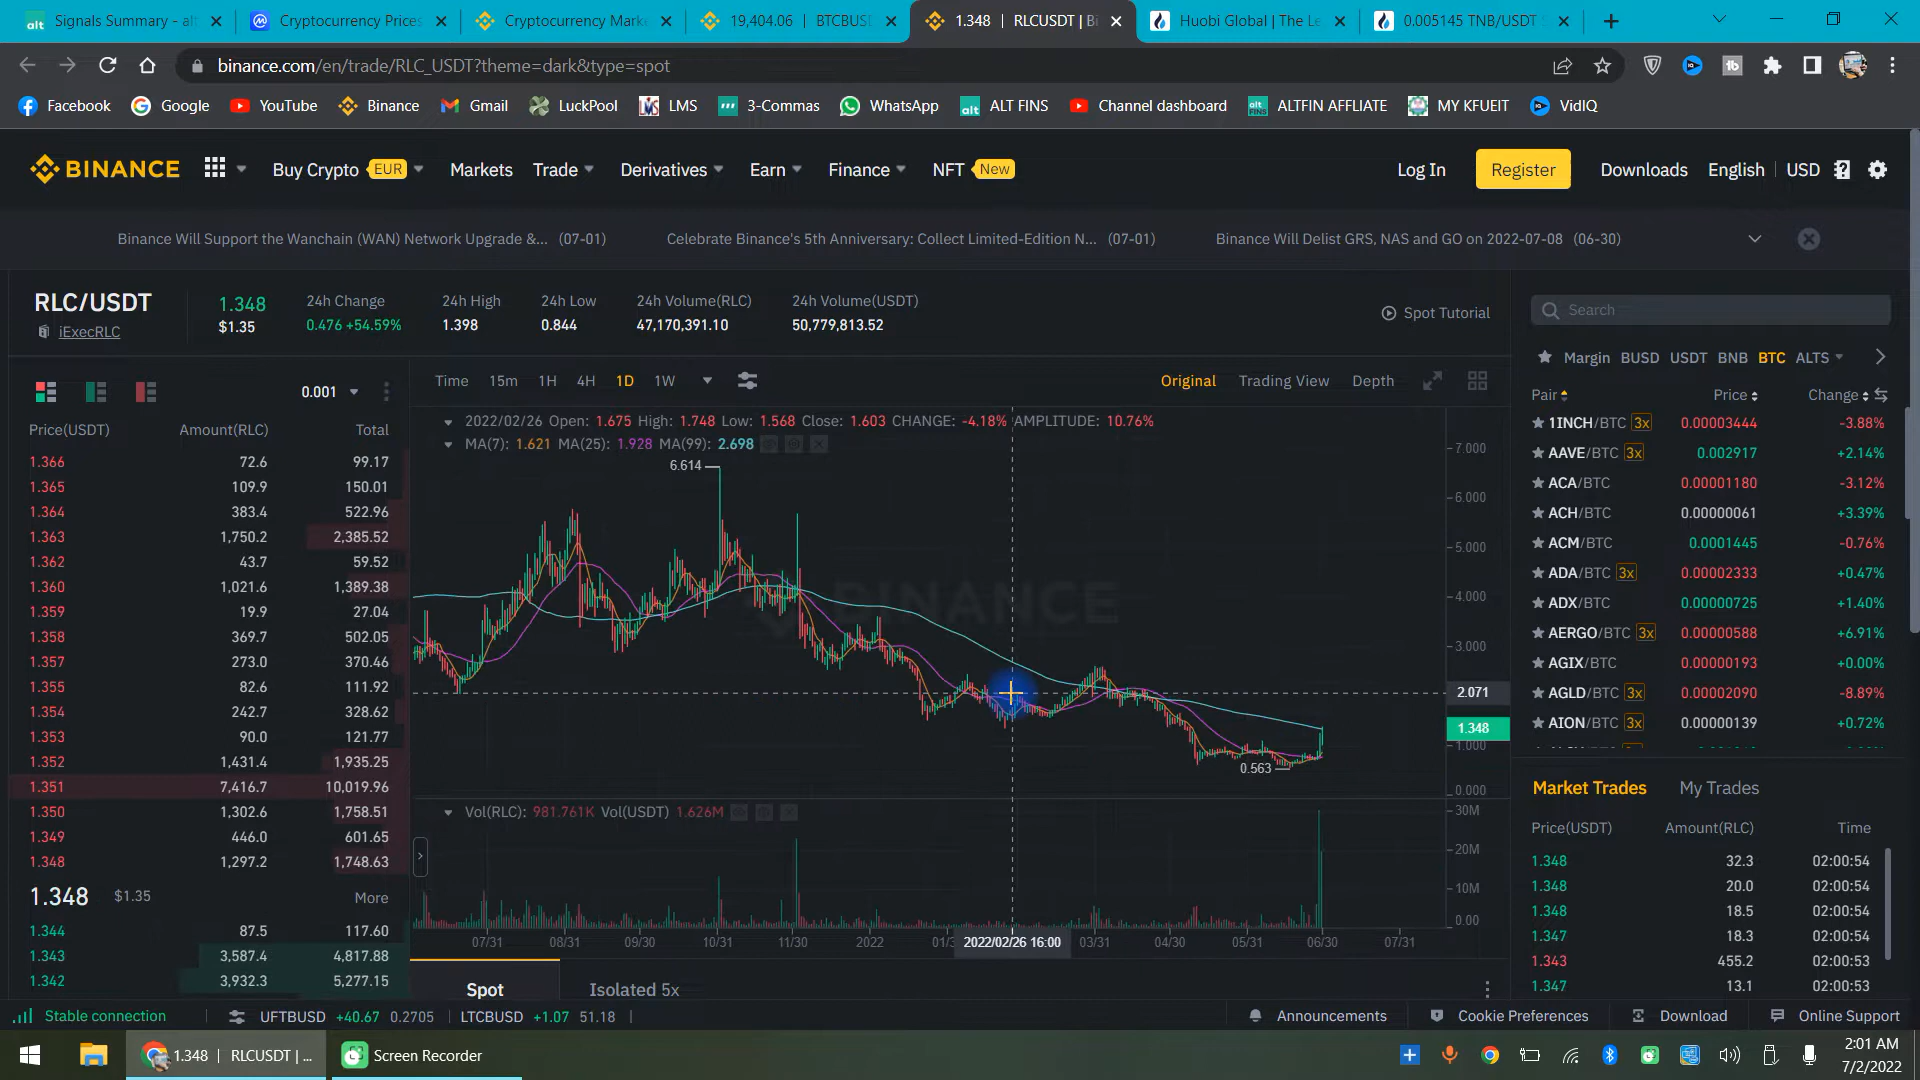 Signals Summary - alt
Cryptocurrency Prices
Cryptocurrency Marke
19,404.06 | BTCBUSD
1.348 | RLCUSDT | Bi
Huobi Global | The Le
0.005145 TNB/USDT
binance.com/en/trade/RLC_USDT?theme=dark&type=spot
Facebook Google YouTube Binance Gmail LuckPool LMS 3-Commas WhatsApp ALT FINS Channel dashboard ALTFIN AFFLIATE MY KFUEIT VidIQ
BINANCE Buy Crypto EUR Markets Trade Derivatives Earn Finance NFT New Log In Register Downloads English USD
Binance Will Support the Wanchain (WAN) Network Upgrade &... (07-01) Celebrate Binance's 5th Anniversary: Collect Limited-Edition N... (07-01) Binance Will Delist GRS, NAS and GO on 2022-07-08 (06-30)
RLC/USDT
iExecRLC
1.348
$1.35
24h Change
0.476 +54.59%
24h High
1.398
24h Low
0.844
24h Volume(RLC)
47,170,391.10
24h Volume(USDT)
50,779,813.52
Spot Tutorial
0.001
Price(USDT) Amount(RLC) Total
1.366 72.6 99.17
1.365 109.9 150.01
1.364 383.4 522.96
1.363 1,750.2 2,385.52
1.362 43.7 59.52
1.360 1,021.6 1,389.38
1.359 19.9 27.04
1.358 369.7 502.05
1.357 273.0 370.46
1.355 82.6 111.92
1.354 242.7 328.62
1.353 90.0 121.77
1.352 1,431.4 1,935.25
1.351 7,416.7 10,019.96
1.350 1,302.6 1,758.51
1.349 446.0 601.65
1.348 1,297.2 1,748.63
1.348 $1.35 More
1.344 87.5 117.60
1.343 3,587.4 4,817.88
1.342 3,932.3 5,277.15
Time 15m 1H 4H 1D 1W Original Trading View Depth
2022/02/26 Open: 1.675 High: 1.748 Low: 1.568 Close: 1.603 CHANGE: -4.18% AMPLITUDE: 10.76%
MA(7): 1.621 MA(25): 1.928 MA(99): 2.698
6.614
BINANCE
0.563
7.000
6.000
5.000
4.000
3.000
2.071
1.348
1.000
0.000
Vol(RLC): 981.761K Vol(USDT) 1.626M
30M
20M
10M
0.00
07/31 08/31 09/30 10/31 11/30 2022 01/3 2022/02/26 16:00 03/31 04/30 05/31 06/30 07/31
Spot Isolated 5x
Search
Margin BUSD USDT BNB BTC ALTS
Pair Price Change
1INCH/BTC 3x 0.00003444 -3.88%
AAVE/BTC 3x 0.002917 +2.14%
ACA/BTC 0.00001180 -3.12%
ACH/BTC 0.00000061 +3.39%
ACM/BTC 0.0001445 -0.76%
ADA/BTC 3x 0.00002333 +0.47%
ADX/BTC 0.00000725 +1.40%
AERGO/BTC 3x 0.00000588 +6.91%
AGIX/BTC 0.00000193 +0.00%
AGLD/BTC 3x 0.00002090 -8.89%
AION/BTC 3x 0.00000139 +0.72%
Market Trades My Trades
Price(USDT) Amount(RLC) Time
1.348 32.3 02:00:54
1.348 20.0 02:00:54
1.348 18.5 02:00:54
1.347 18.3 02:00:54
1.343 455.2 02:00:53
1.347 13.1 02:00:53
Stable connection UFTBUSD +40.67 0.2705 | LTCBUSD +1.07 51.18 | Announcements Cookie Preferences Download Online Support
1.348 | RLCUSDT | ... Screen Recorder
2:01 AM
7/2/2022